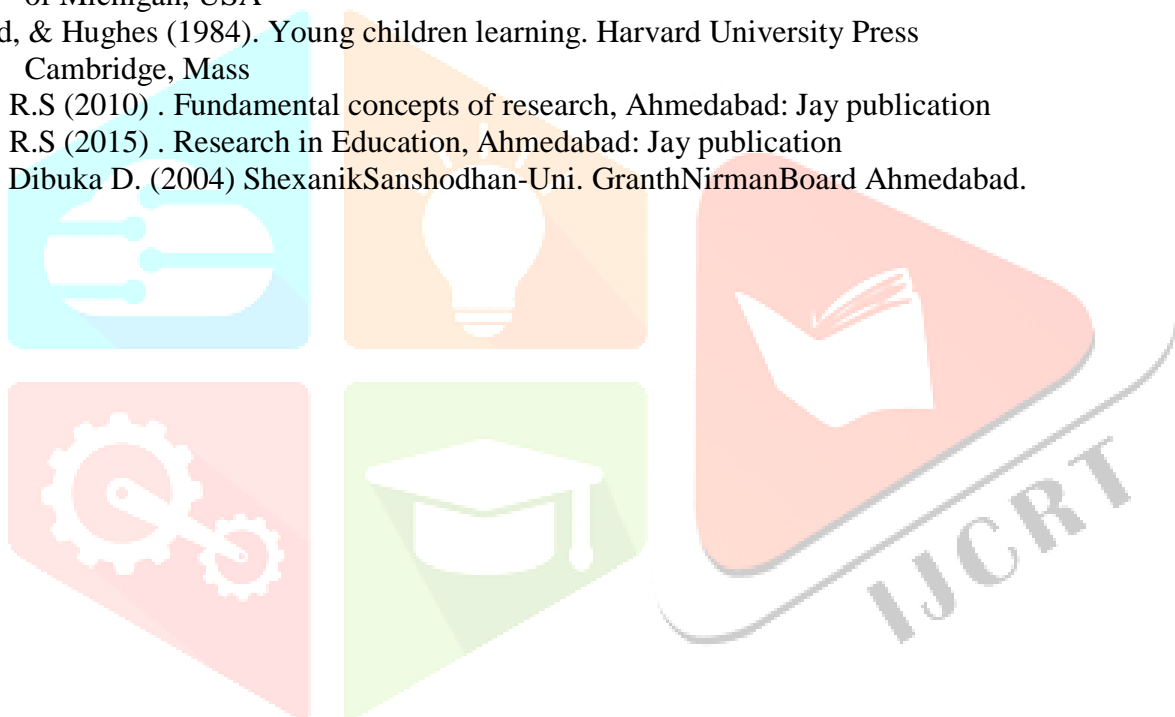 of Michigan, USA
d, & Hughes (1984). Young children learning. Harvard University Press
Cambridge, Mass
R.S (2010) . Fundamental concepts of research, Ahmedabad: Jay publication
R.S (2015) . Research in Education, Ahmedabad: Jay publication
Dibuka D. (2004) ShexanikSanshodhan-Uni. GranthNirmanBoard Ahmedabad.
IJCRT